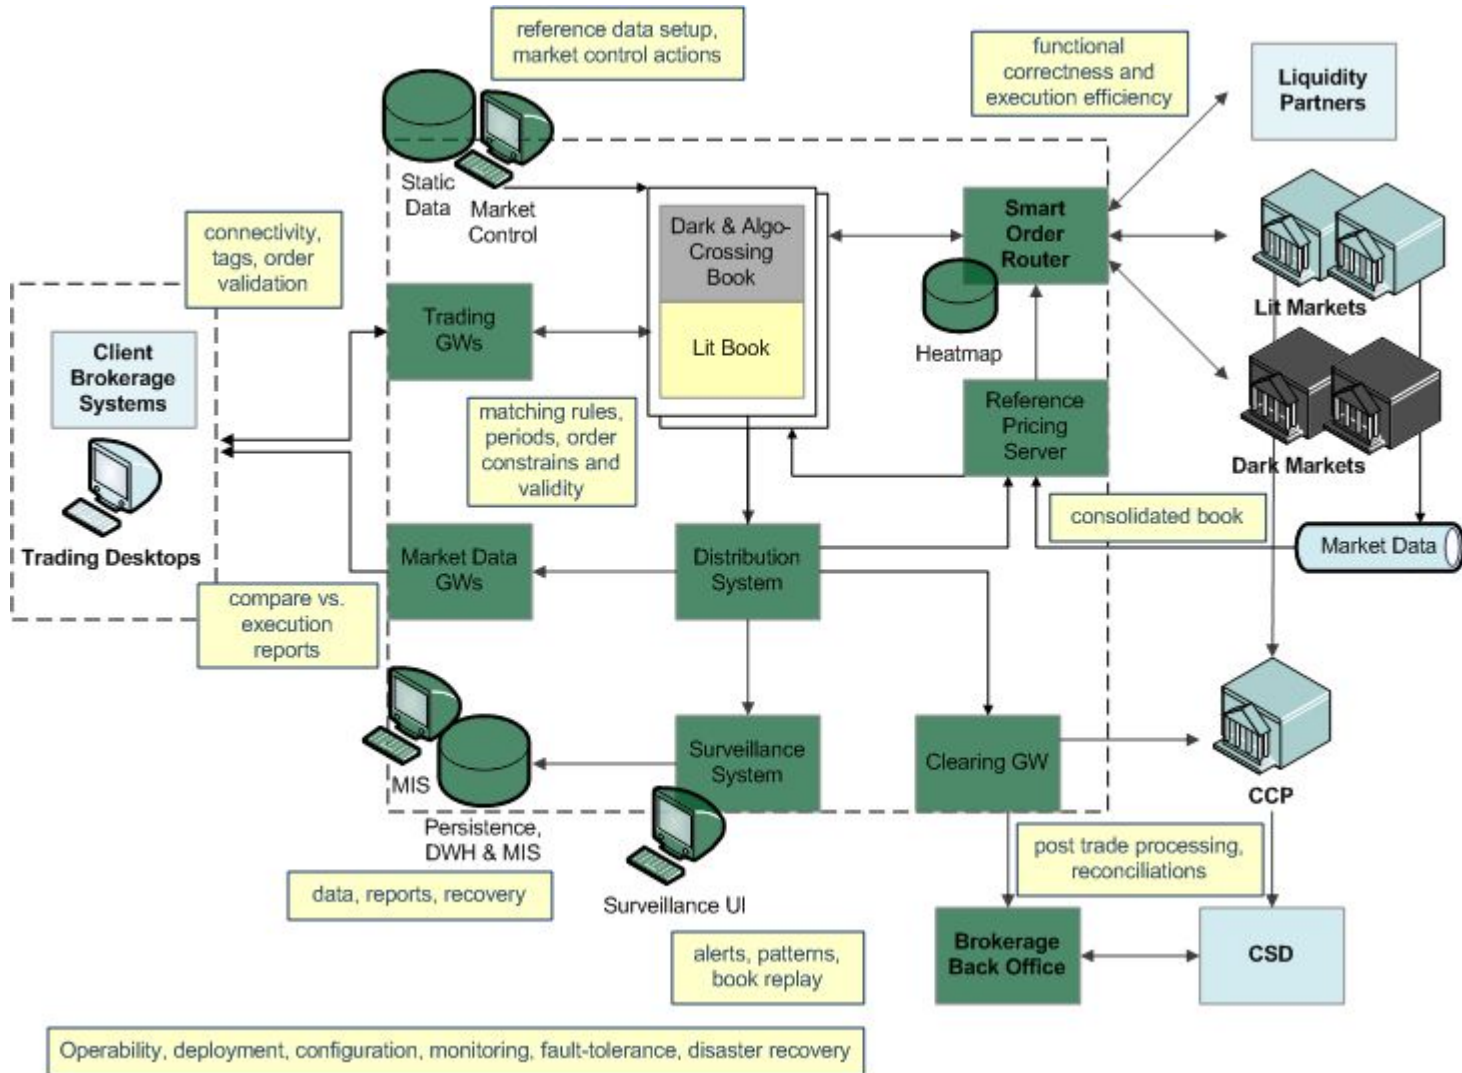 reference data setup,
market control actions
functional
correctness and
execution efficiency
Liquidity
Partners
Static
Data
Market
Control
connectivity,
tags, order
validation
Dark & Algo-
Crossing
Book
Lit Book
Smart
Order
Router
Heatmap
Lit Markets
Client
Brokerage
Systems
Trading
GWs
matching rules,
periods, order
constrains and
validity
Reference
Pricing
Server
Dark Markets
consolidated book
Market Data
Trading Desktops
Market Data
GWs
Distribution
System
compare vs.
execution
reports
MIS
Persistence,
DWH & MIS
Surveillance
System
Clearing GW
CCP
data, reports, recovery
Surveillance UI
post trade processing,
reconciliations
alerts, patterns,
book replay
Brokerage
Back Office
CSD
Operability, deployment, configuration, monitoring, fault-tolerance, disaster recovery